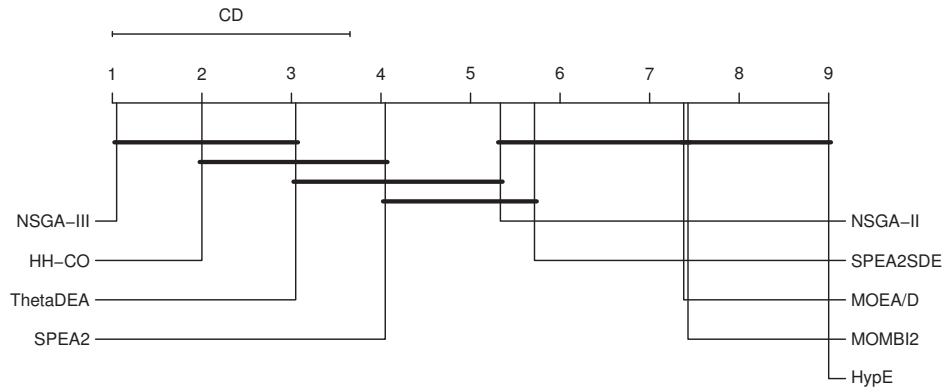 CD
1 2 3 4 5 6 7 8 9
NSGA−III NSGA−II
HH−CO SPEA2SDE
ThetaDEA MOEA/D
SPEA2 MOMBI2
HypE